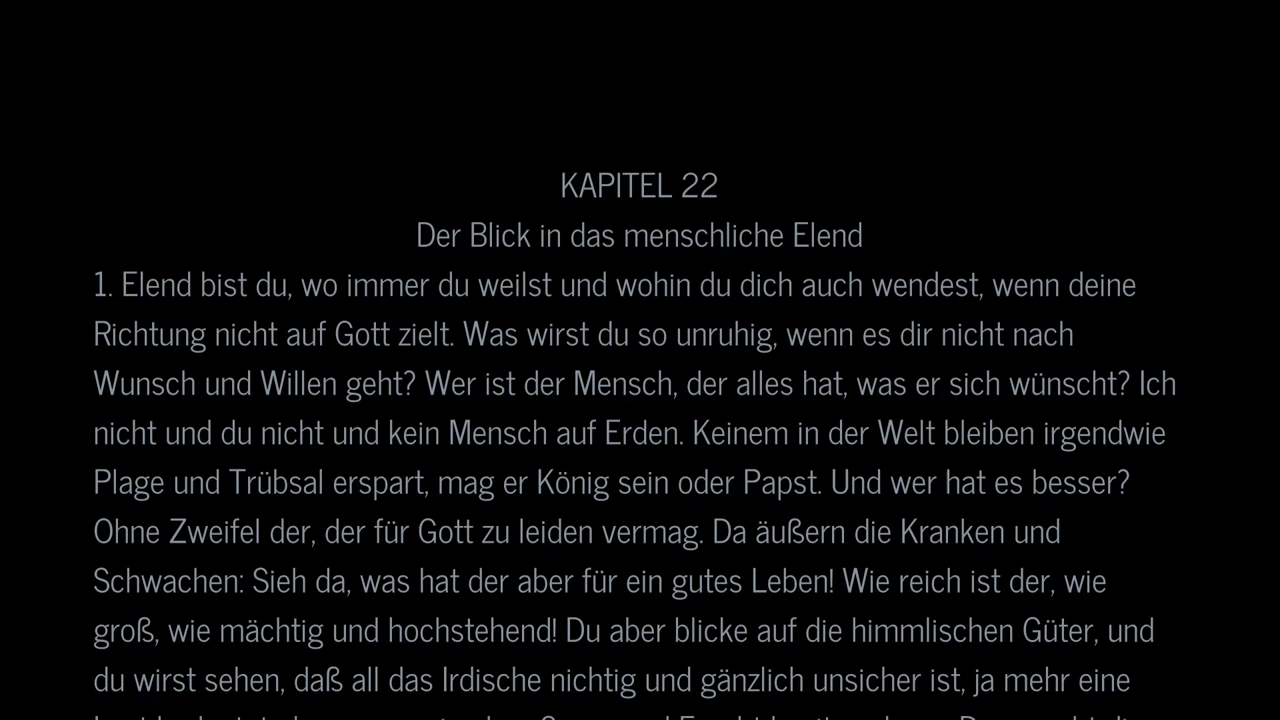 KAPITEL 22
Der Blick in das menschliche Elend
1. Elend bist du, wo immer du weilst und wohin du dich auch wendest, wenn deine
Richtung nicht auf Gott zielt. Was wirst du so unruhig, wenn es dir nicht nach
Wunsch und Willen geht? Wer ist der Mensch, der alles hat, was er sich wünscht? Ich
nicht und du nicht und kein Mensch auf Erden. Keinem in der Welt bleiben irgendwie
Plage und Trübsal erspart, mag er König sein oder Papst. Und wer hat es besser?
Ohne Zweifel der, der für Gott zu leiden vermag. Da äußern die Kranken und
Schwachen: Sieh da, was hat der aber für ein gutes Leben! Wie reich ist der, wie
groß, wie mächtig und hochstehend! Du aber blicke auf die himmlischen Güter, und
du wirst sehen, daß all das Irdische nichtig und gänzlich unsicher ist, ja mehr eine